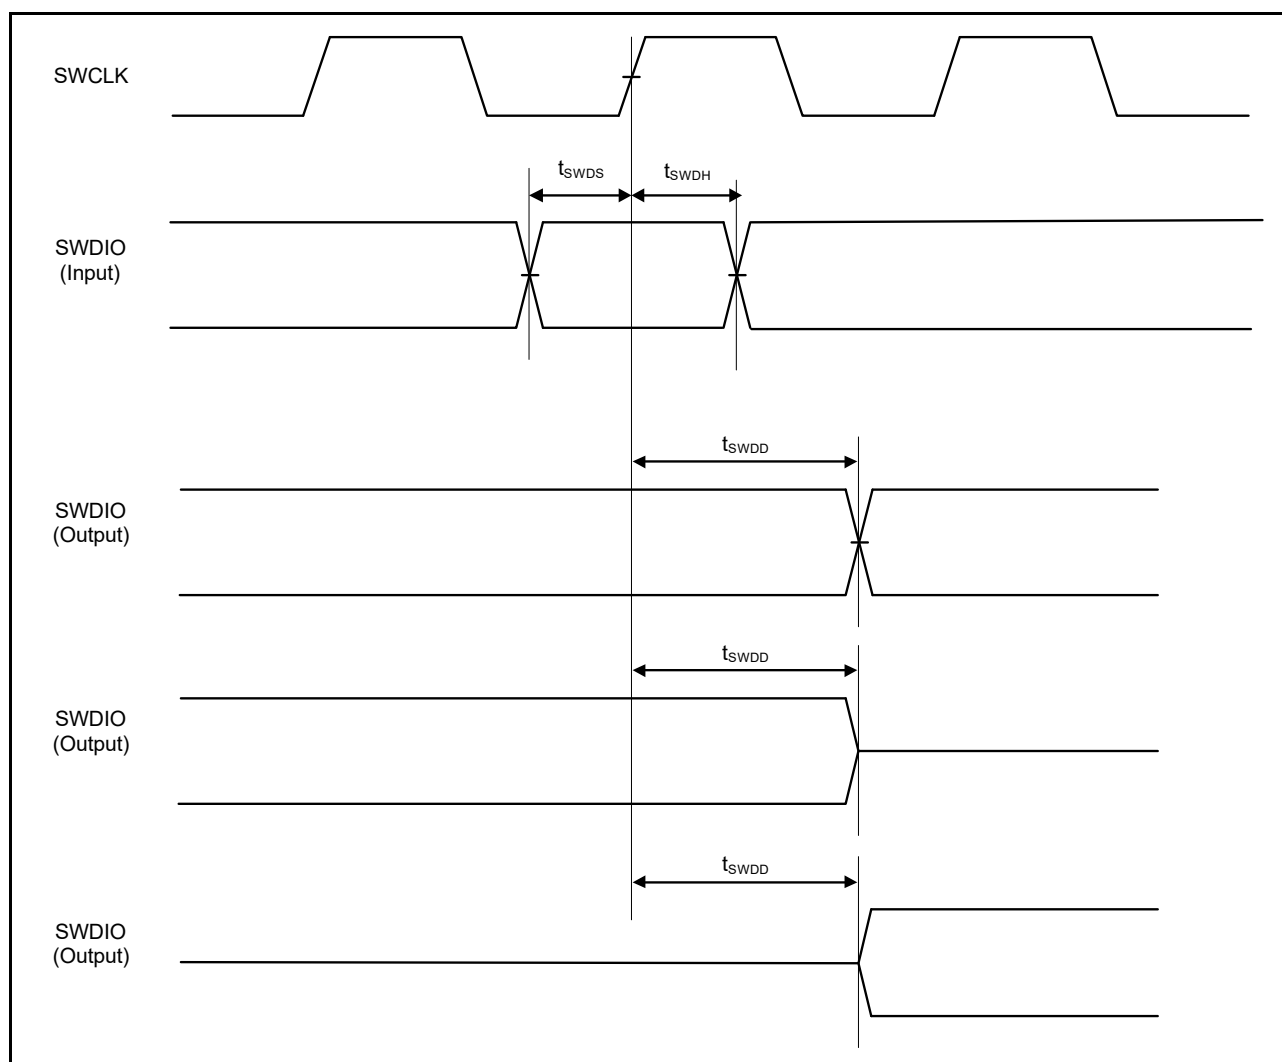 SWCLK
tSWDS
tSWDH
SWDIO
(Input)
tSWDD
SWDIO
(Output)
tSWDD
SWDIO
(Output)
tSWDD
SWDIO
(Output)